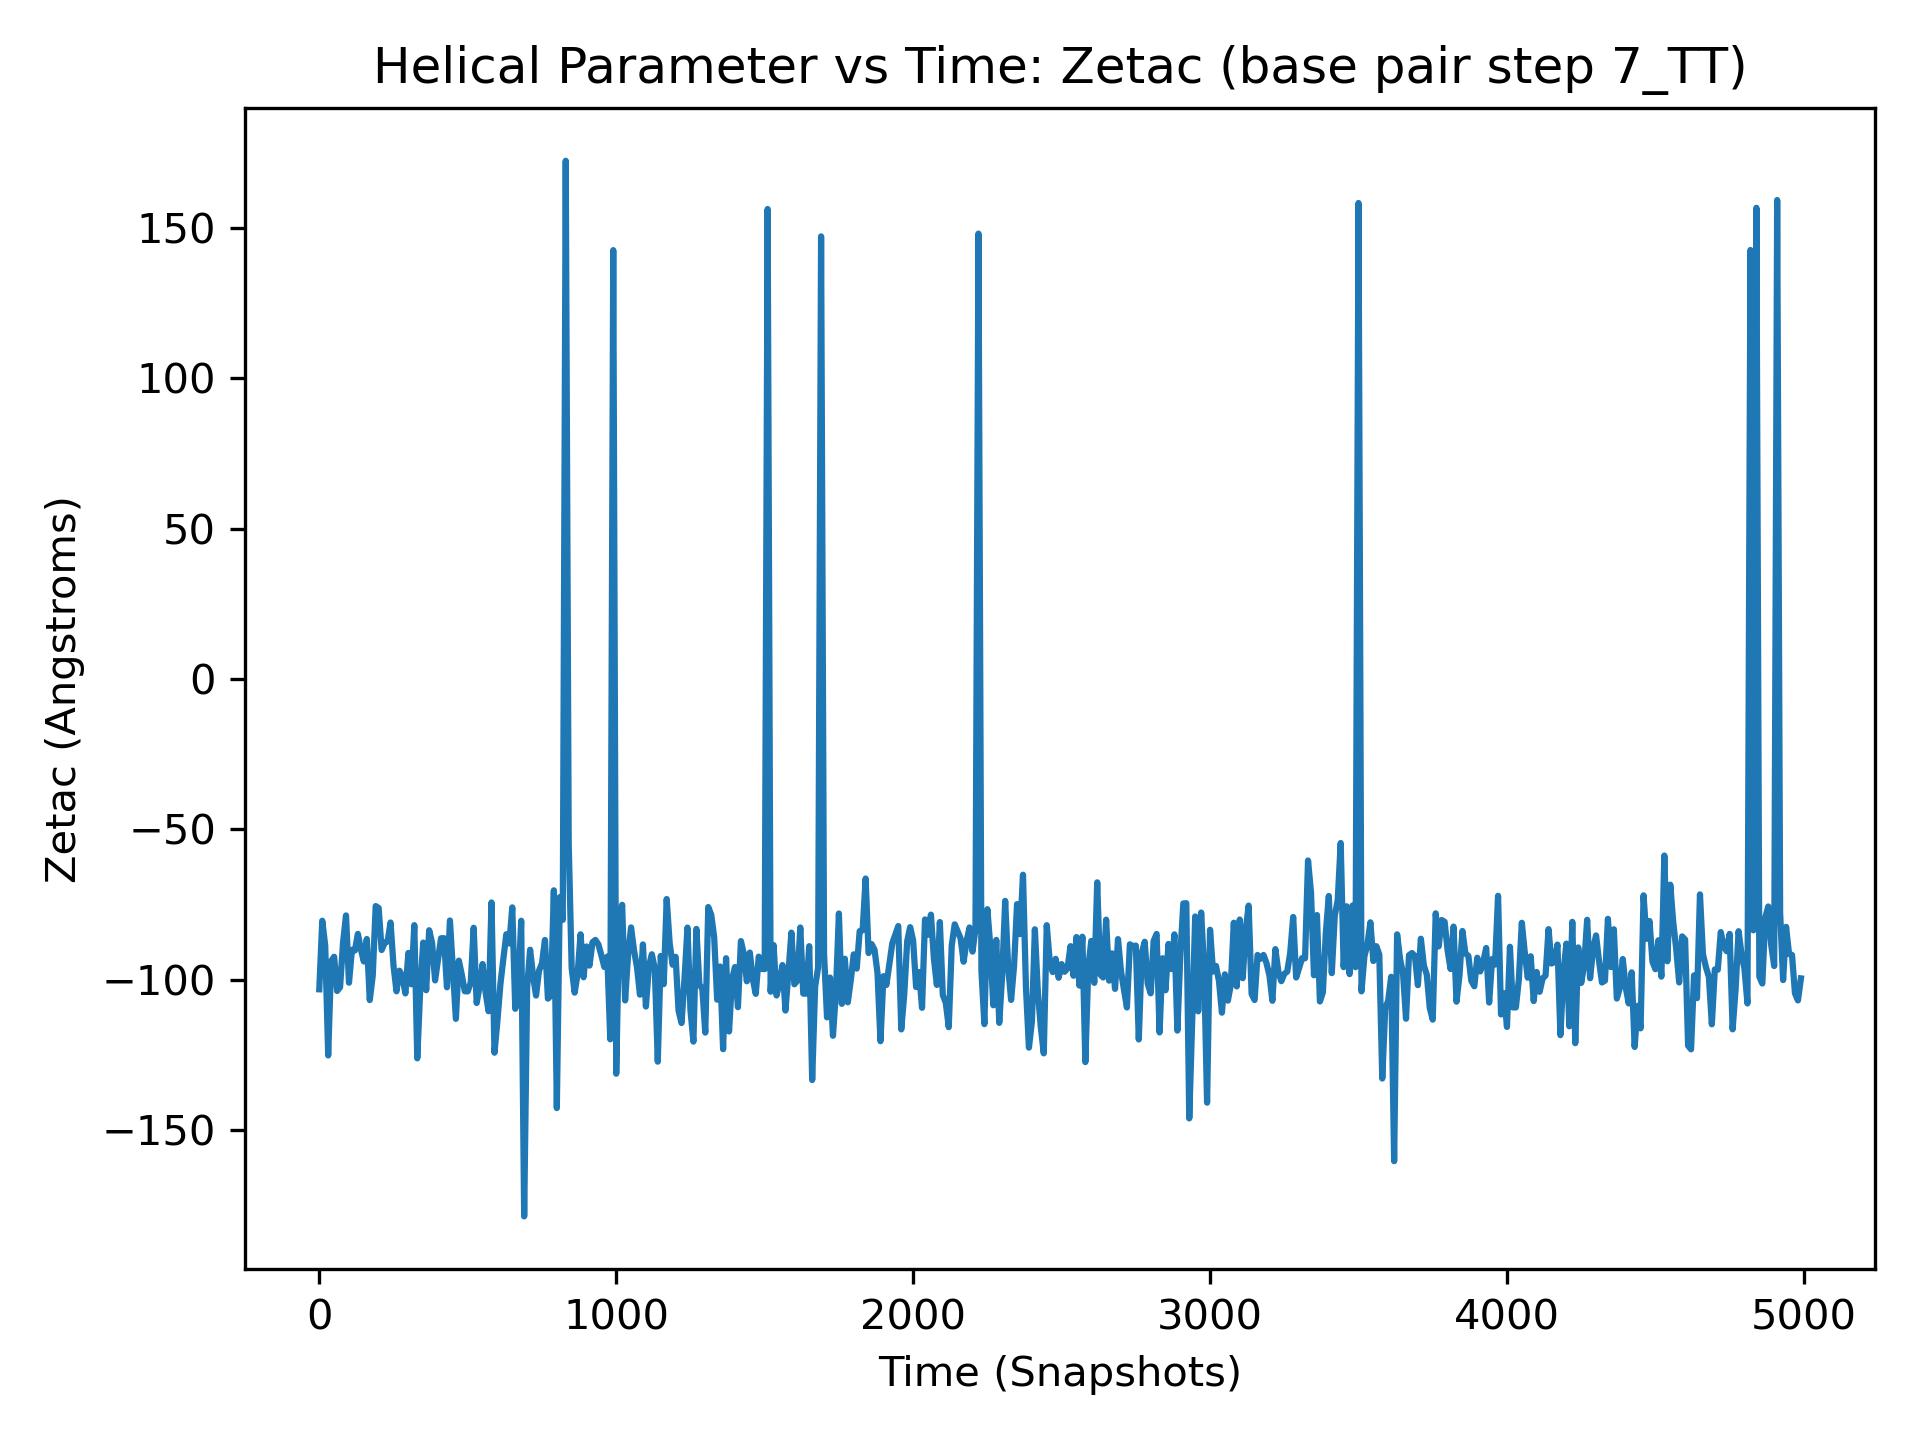 Helical Parameter vs Time: Zetac (base pair step 7_TT)
Zetac (Angstroms)
150
100
50
0
−50
−100
−150
0 1000 2000 3000 4000 5000
Time (Snapshots)